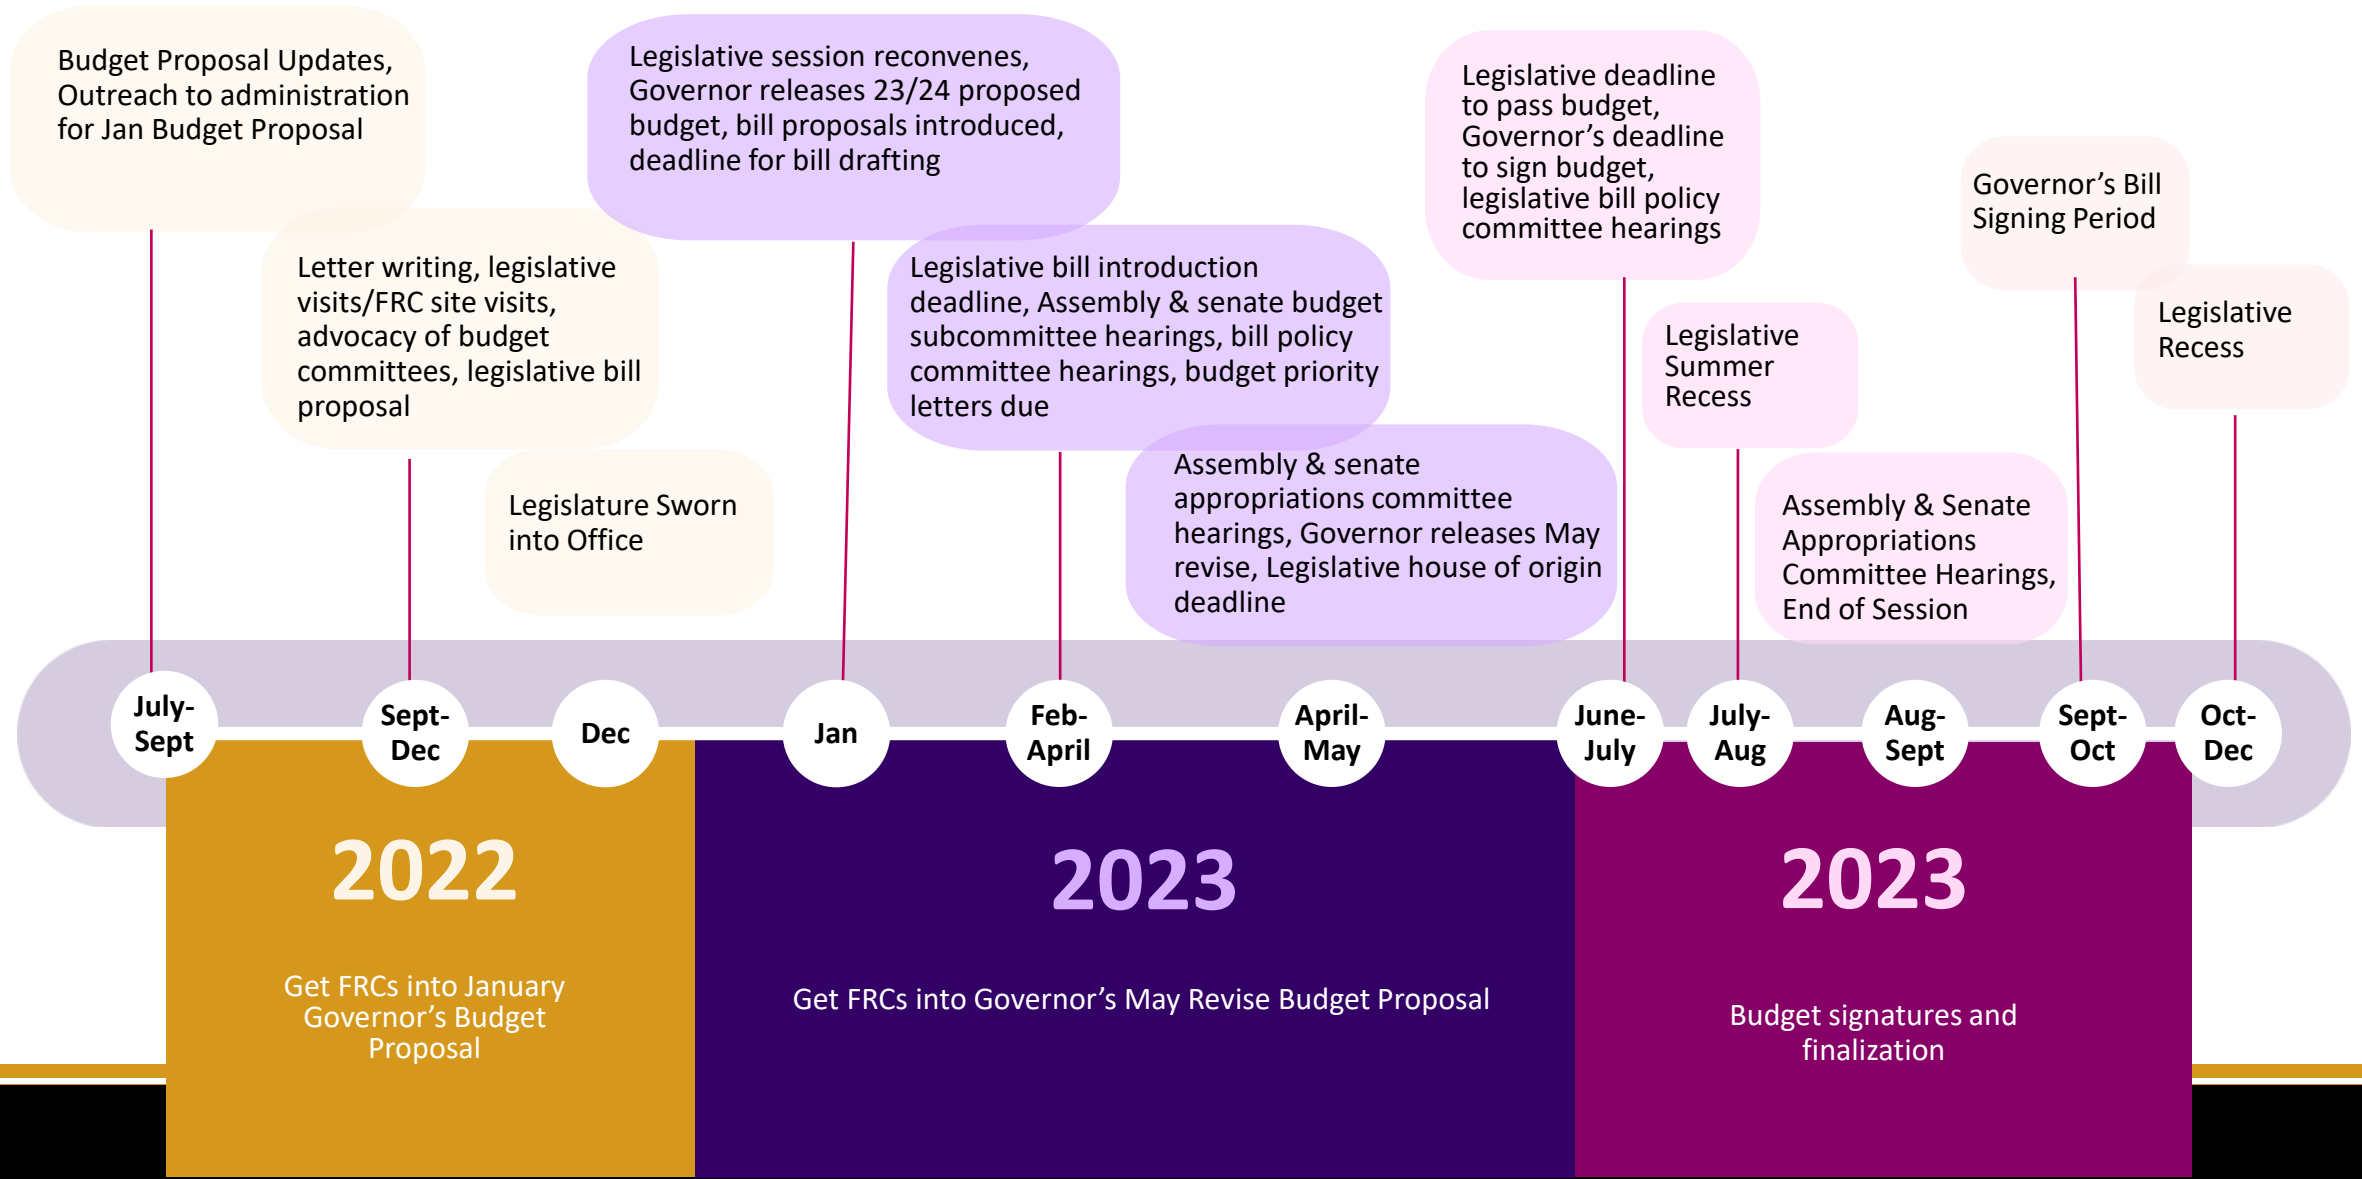 Budget Proposal Updates,
Outreach to administration
for Jan Budget Proposal
Letter writing, legislative
visits/FRC site visits,
advocacy of budget
committees, legislative bill
proposal
Legislature Sworn
into Office
Legislative session reconvenes,
Governor releases 23/24 proposed
budget, bill proposals introduced,
deadline for bill drafting
Legislative bill introduction
deadline, Assembly & senate budget
subcommittee hearings, bill policy
committee hearings, budget priority
letters due
Assembly & senate
appropriations committee
hearings, Governor releases May
revise, Legislative house of origin
deadline
Legislative deadline
to pass budget,
Governor’s deadline
to sign budget,
legislative bill policy
committee hearings
Legislative
Summer
Recess
Assembly & Senate
Appropriations
Committee Hearings,
End of Session
Governor’s Bill
Signing Period
Legislative
Recess
July-
Sept
Sept-
Dec
Dec
Jan
Feb-
April
April-
May
June-
July
July-
Aug
Aug-
Sept
Sept-
Oct
Oct-
Dec
2022
Get FRCs into January
Governor’s Budget
Proposal
2023
Get FRCs into Governor’s May Revise Budget Proposal
2023
Budget signatures and
finalization